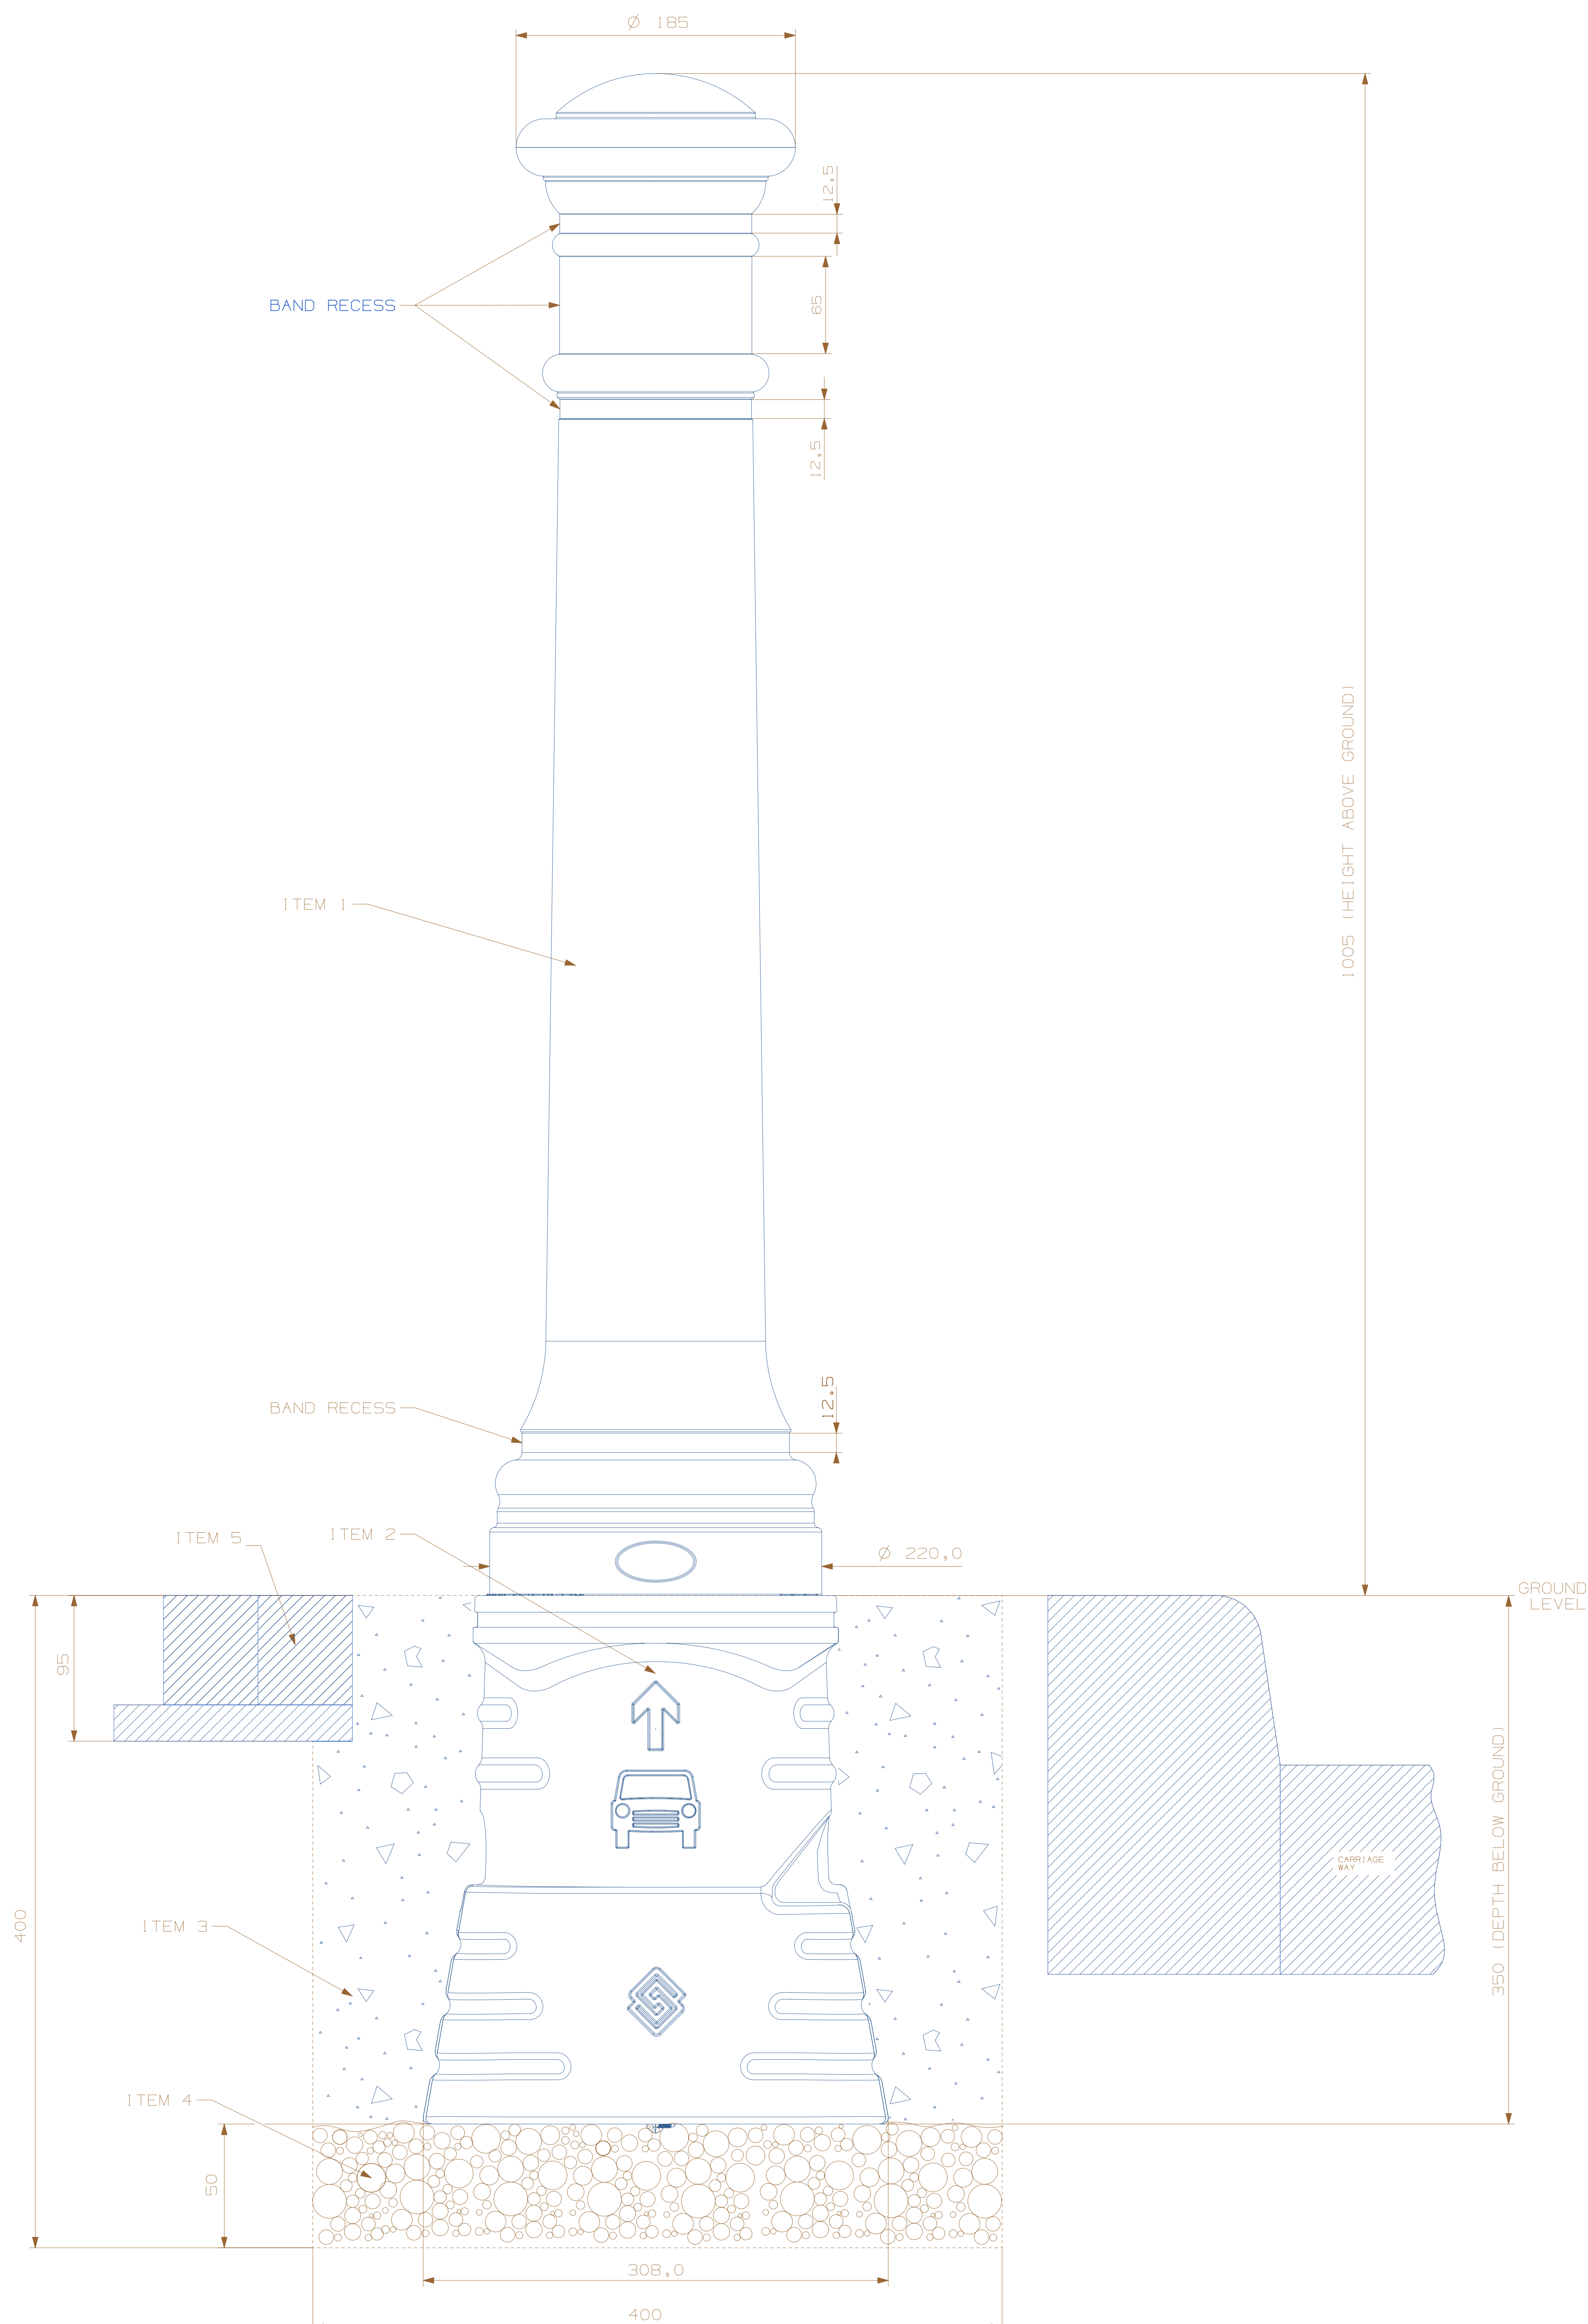 Ø 185
12,5
BAND RECESS
65
12,5
1005 (HEIGHT ABOVE GROUND)
ITEM 1
BAND RECESS
12,5
ITEM 5
ITEM 2
Ø 220,0
GROUND
LEVEL
95
350 (DEPTH BELOW GROUND)
CARRIAGE
WAY
400
ITEM 3
ITEM 4
50
308,0
400